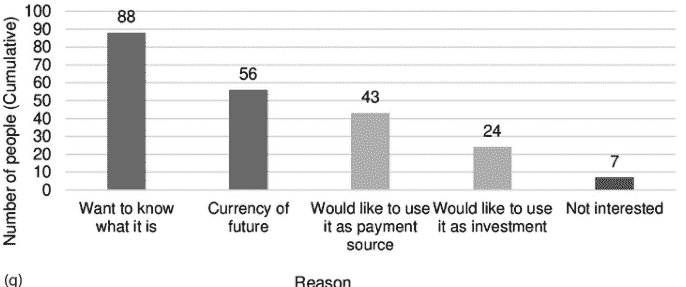 Number of people (Cumulative)
100
90
80
70
60
50
40
30
20
10
0
88
56
43
24
7
Want to know
what it is
Currency of
future
Would like to use
it as payment
source
Would like to use
it as investment
Not interested
(g)
Reason